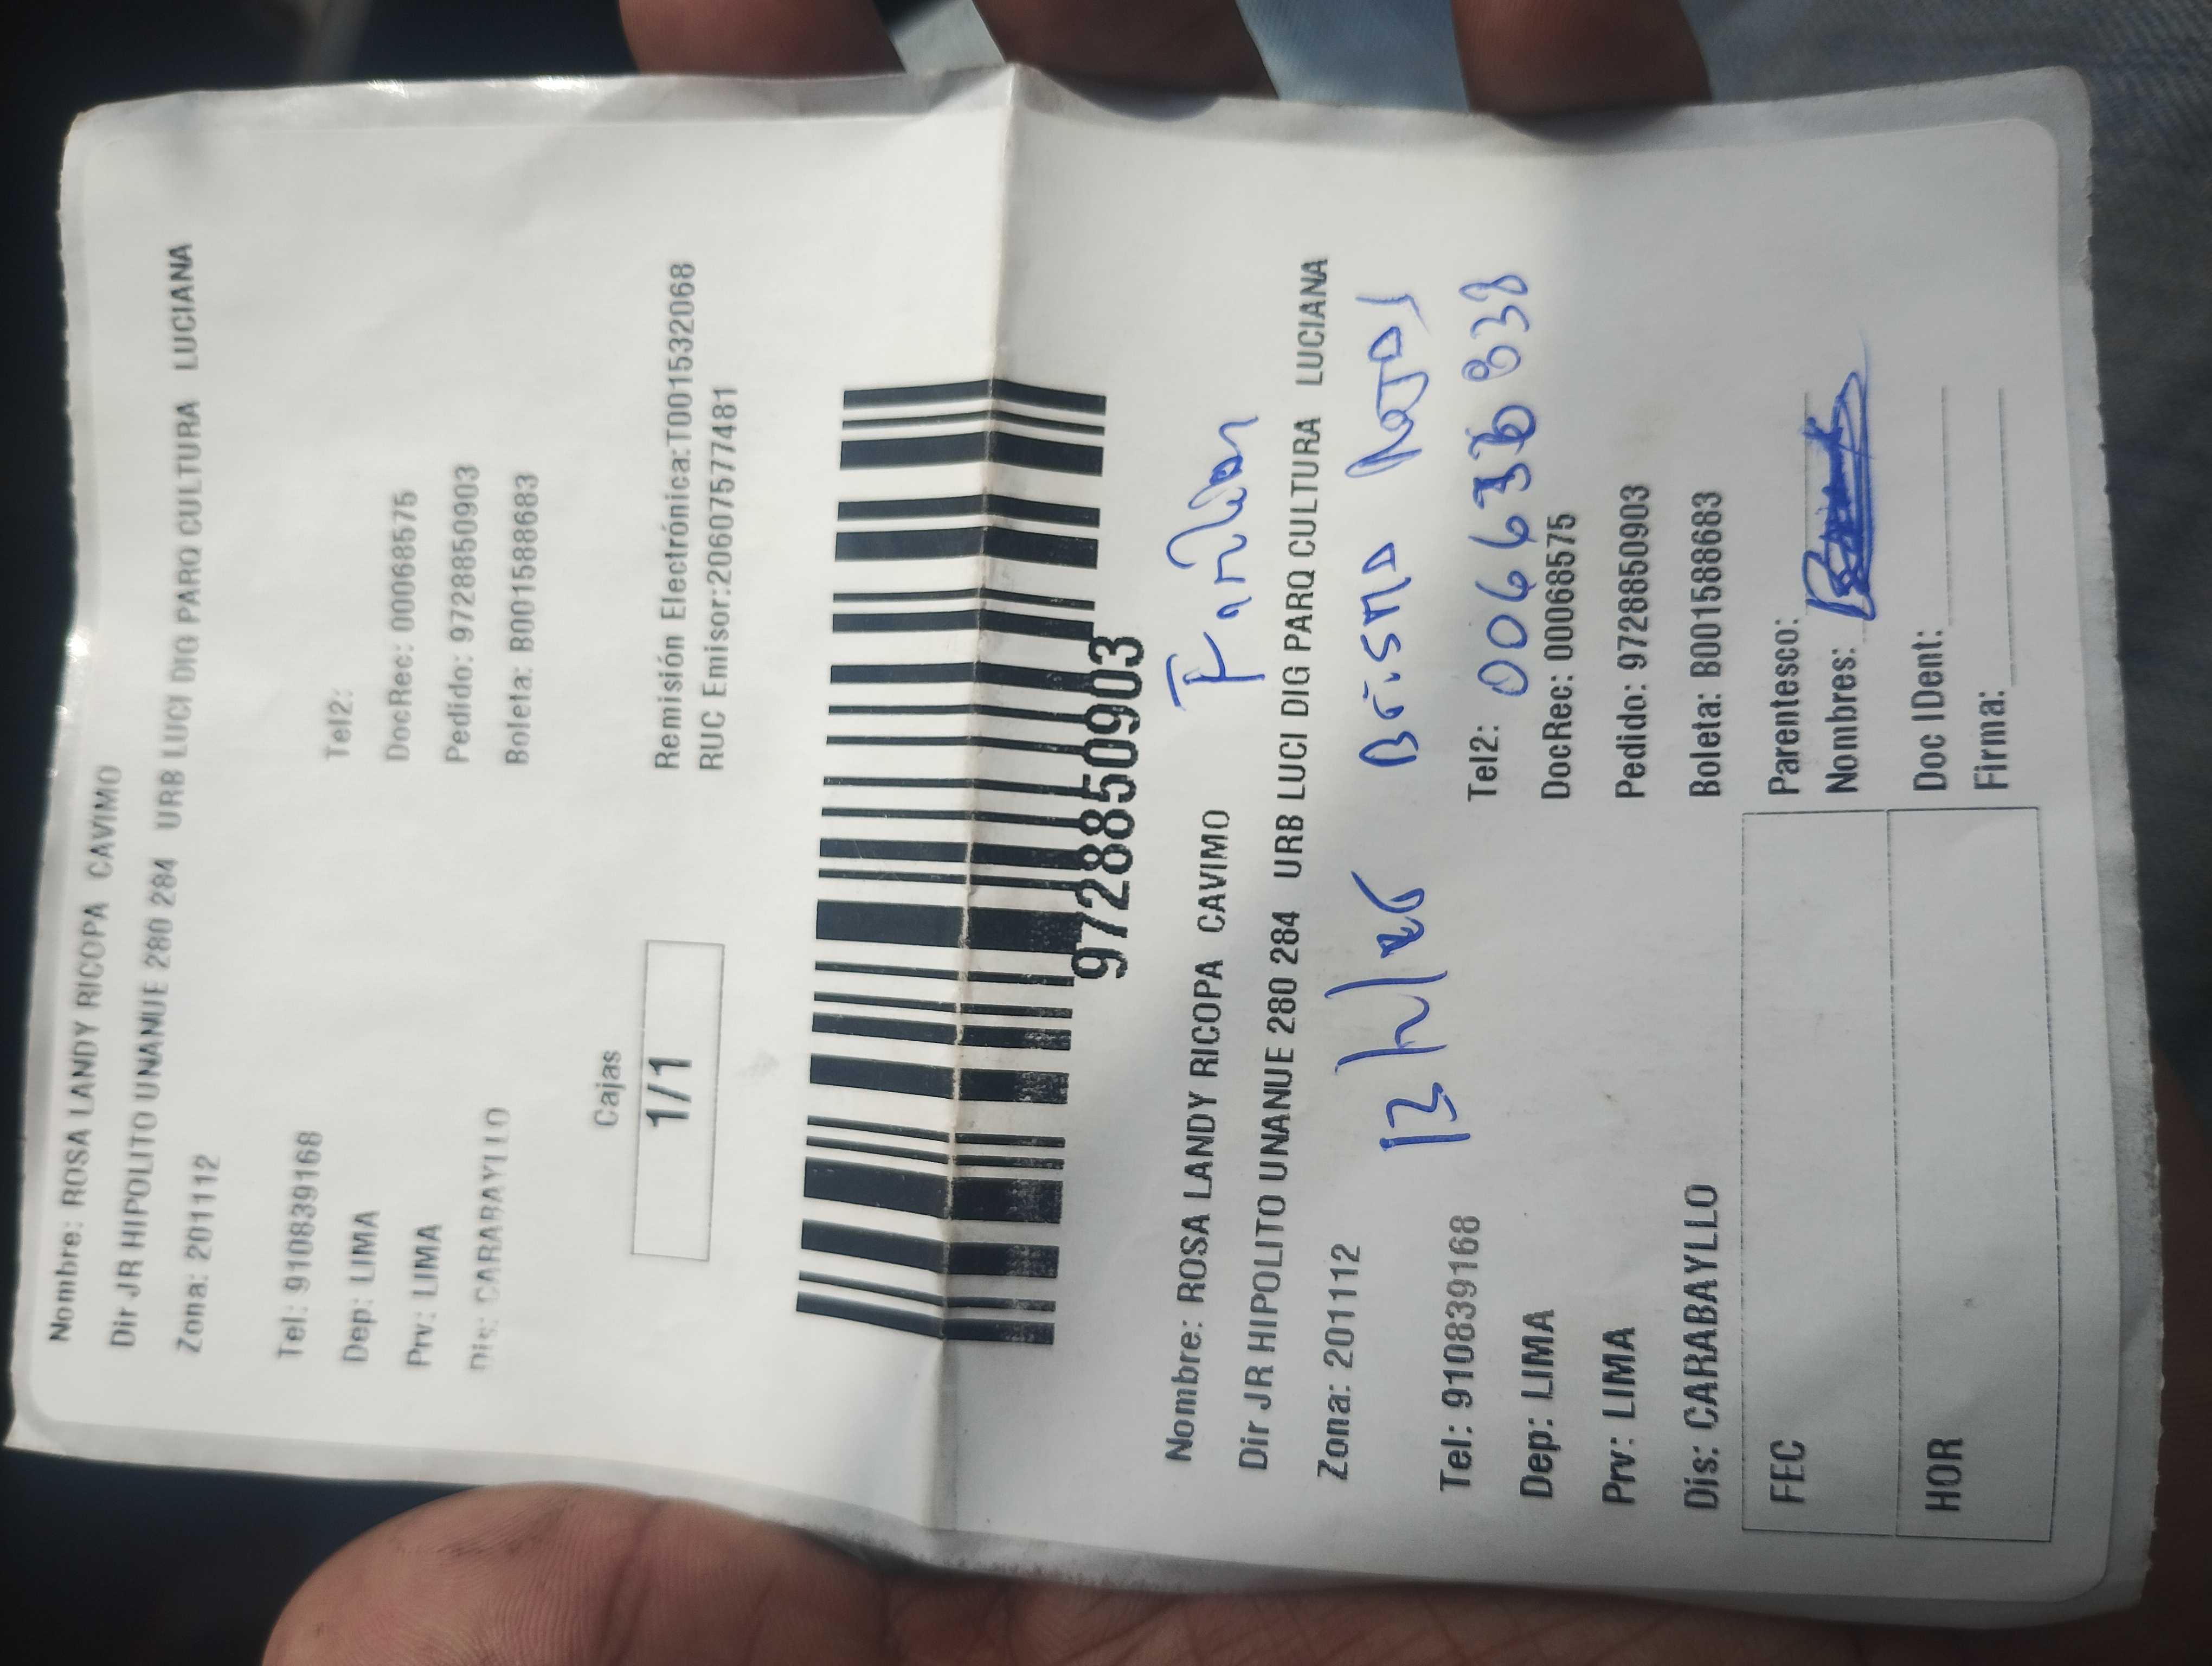 Nombre: ROSA LANDY RICOPA CAVIMO
Dir JR HIPOLITO UNANUE 280 284 URB LUCI DIG PARQ CULTURA LUCIANA
Zona: 201112
Tel: 910839168 Tel2:
Dep: LIMA DocRec: 00068575
Prv: LIMA Pedido: 9728850903
Dis: CARABAYLLO Boleta: B001588683
Cajas
1/1
Remisión Electrónica:T001532068
RUC Emisor:20607577481
9728850903
Nombre: ROSA LANDY RICOPA CAVIMO
Dir JR HIPOLITO UNANUE 280 284 URB LUCI DIG PARQ CULTURA LUCIANA
Zona: 201112
Tel: 910839168 Tel2:
Dep: LIMA DocRec: 00068575
Prv: LIMA Pedido: 9728850903
Dis: CARABAYLLO Boleta: B001588683
FEC Parentesco:
Nombres:
HOR Doc IDent:
Firma: